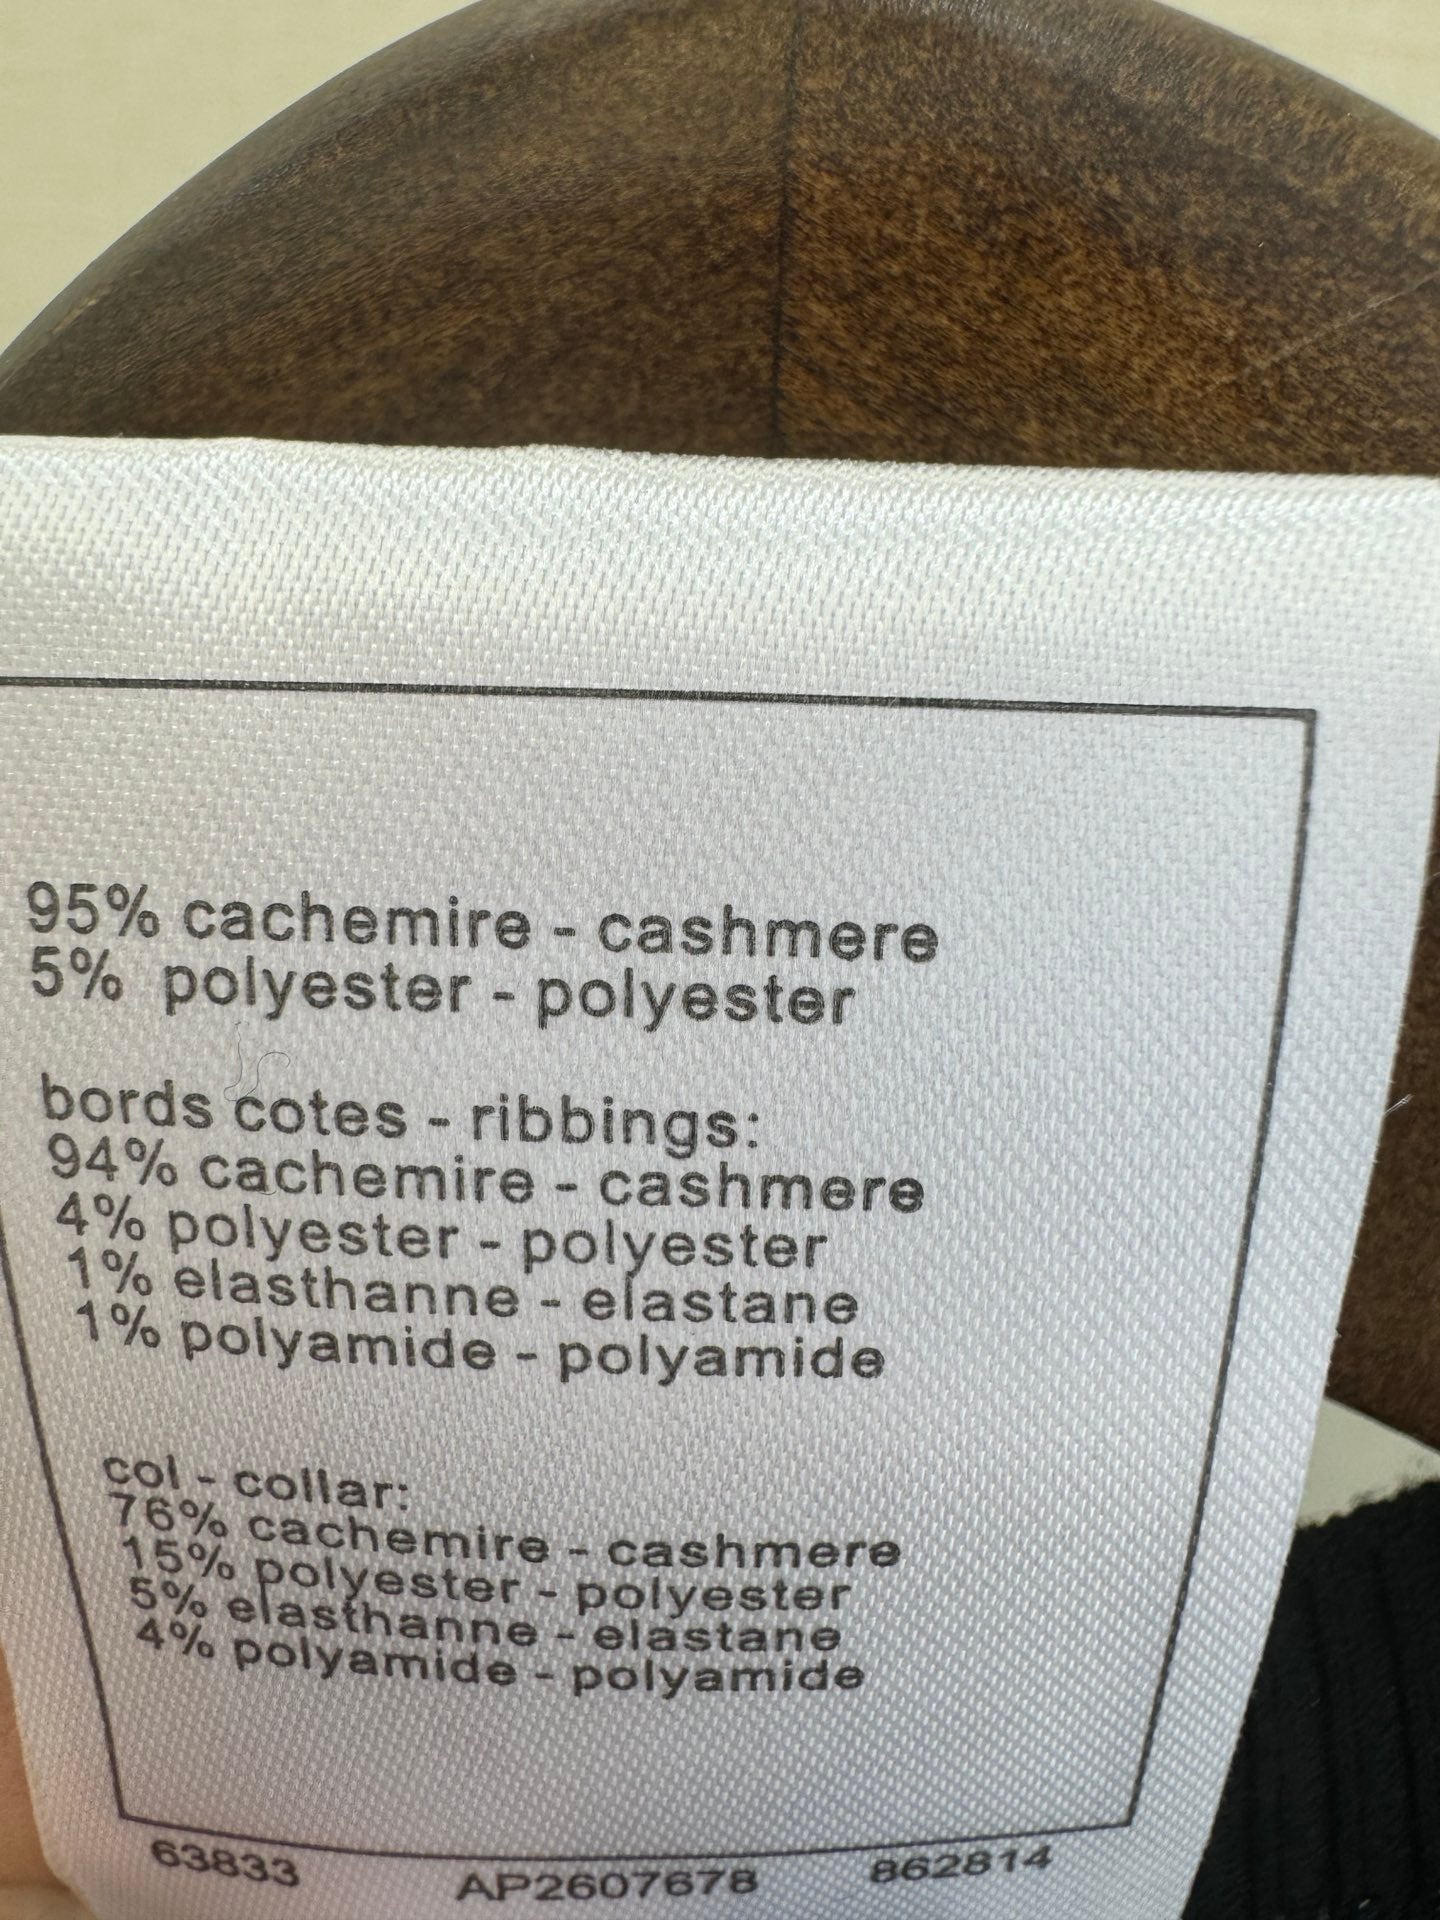 95% cachemire - cashmere
5% polyester - polyester
bords cotes - ribbings:
94% cachemire - cashmere
4% polyester - polyester
1% elasthanne - elastane
1% polyamide - polyamide
col - collar:
76% cachemire - cashmere
15% polyester - polyester
5% elasthanne - elastane
4% polyamide - polyamide
63833 AP2607678 862814